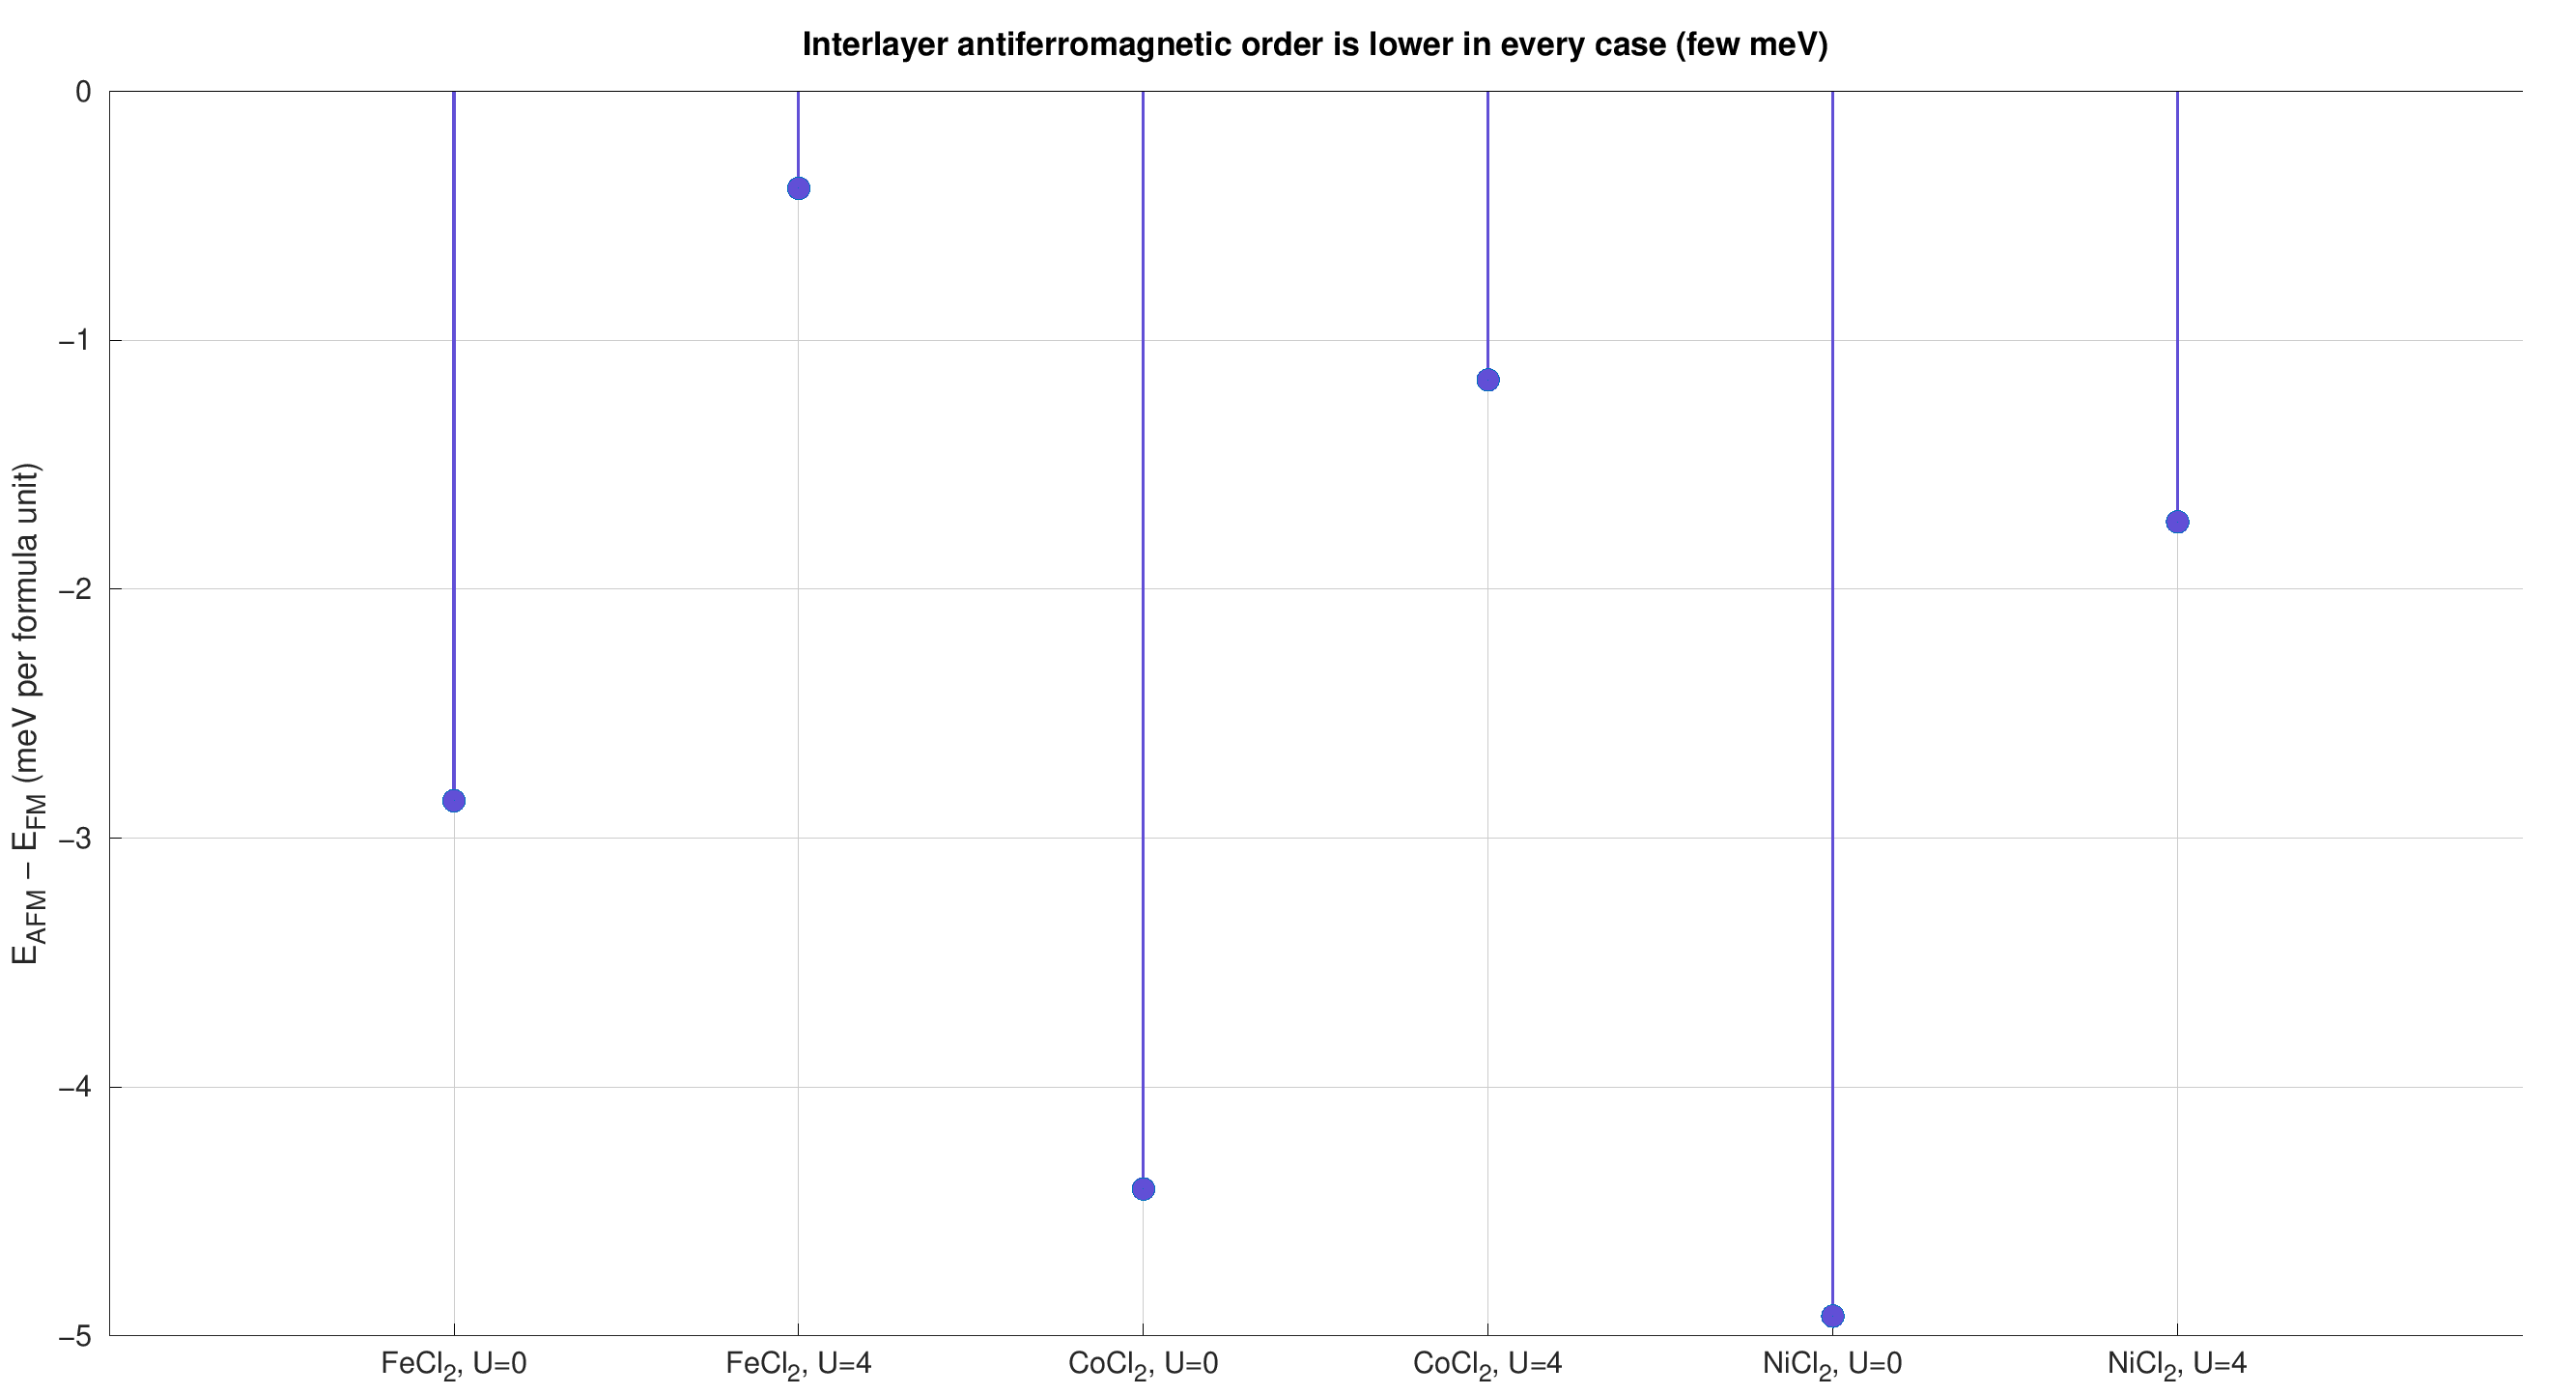 Interlayer antiferromagnetic order is lower in every case (few meV)
E_AFM – E_FM (meV per formula unit)
0
−1
−2
−3
−4
−5
FeCl₂, U=0
FeCl₂, U=4
CoCl₂, U=0
CoCl₂, U=4
NiCl₂, U=0
NiCl₂, U=4